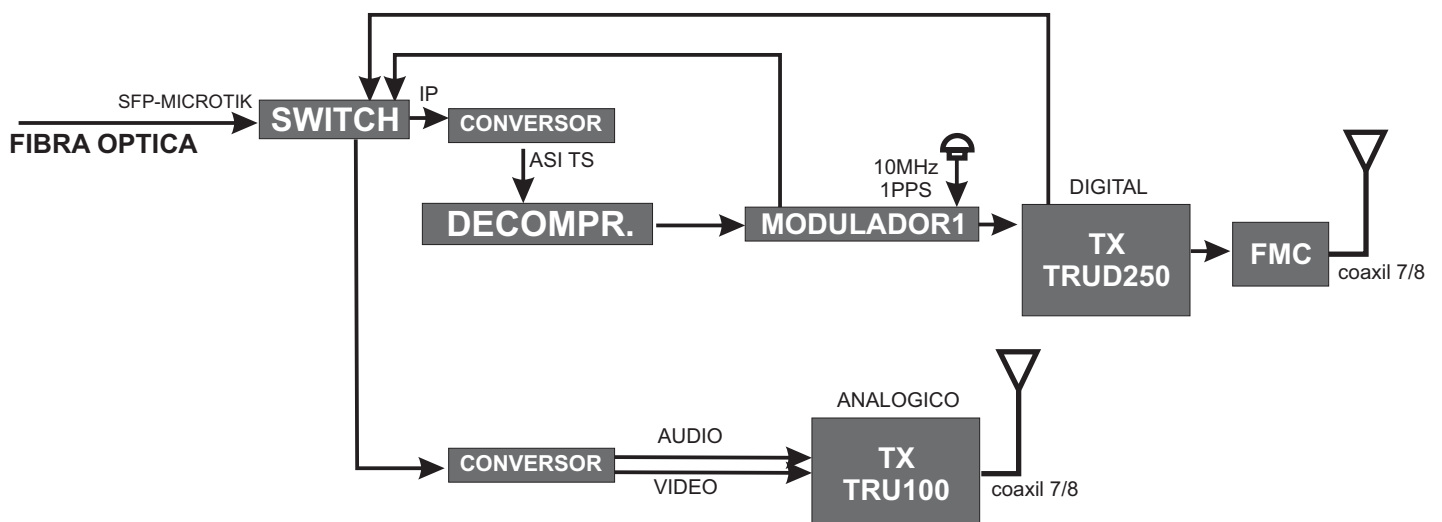 SFP-MICROTIK
FIBRA OPTICA
SWITCH
IP
CONVERSOR
ASI TS
DECOMPR.
10MHz
1PPS
MODULADOR1
DIGITAL
TX
TRUD250
FMC
coaxil 7/8
CONVERSOR
AUDIO
VIDEO
ANALOGICO
TX
TRU100
coaxil 7/8